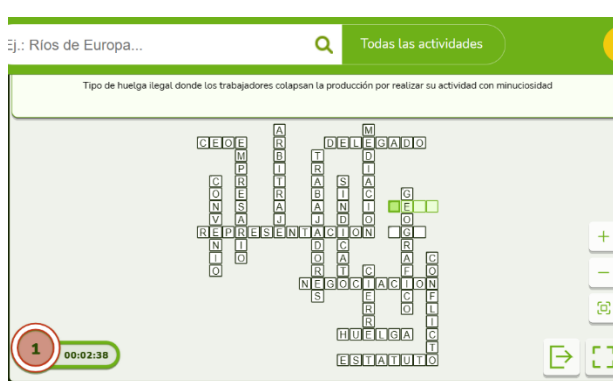 Ej.: Ríos de Europa...
Todas las actividades
Tipo de huelga ilegal donde los trabajadores colapsan la producción por realizar su actividad con minuciosidad
CEOE
DELEGADO
ARBITRAJE
MEDIACION
EMPRESARIO
TRABAJADORES
CONVENIO
SINDICATO
GEOGRAFICO
REPRESENTACION
CONFLICTO
CIERRE
NEGOCIACION
HUELGA
ESTATUTO
1
00:02:38
+
−